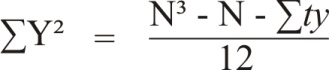 ∑Y² = N³ - N - ∑ty
12